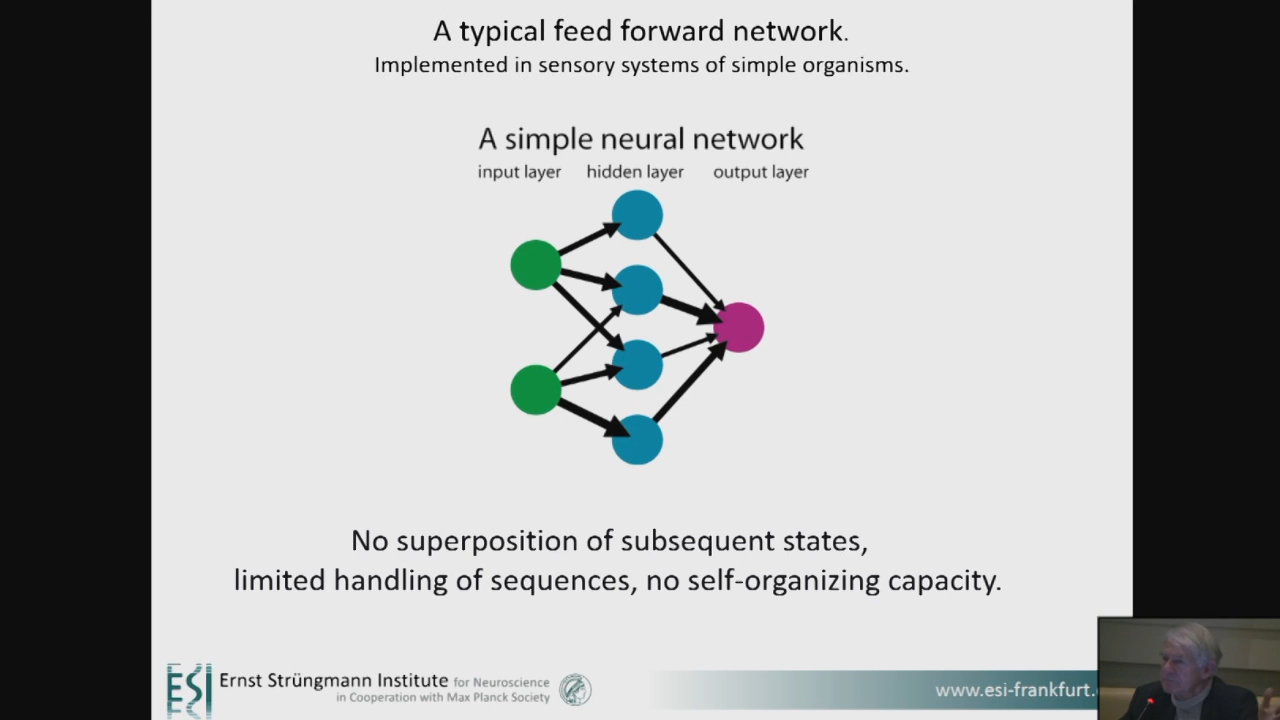 A typical feed forward network.
Implemented in sensory systems of simple organisms.
A simple neural network
input layer hidden layer output layer
No superposition of subsequent states,
limited handling of sequences, no self-organizing capacity.
ESI
Ernst Strüngmann Institute for Neuroscience
in Cooperation with Max Planck Society
www.esi-frankfurt.